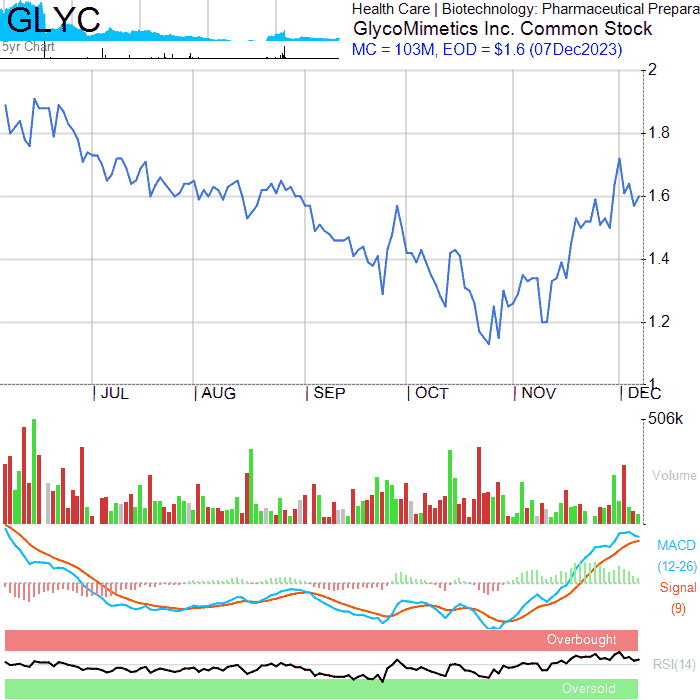 GLYC
Health Care | Biotechnology: Pharmaceutical Prepara
GlycoMimetics Inc. Common Stock
MC = 103M, EOD = $1.6 (07Dec2023)
5yr Chart
2
1.8
1.6
1.4
1.2
1
JUL AUG SEP OCT NOV DEC
506k
Volume
MACD
(12-26)
Signal
(9)
Overbought
RSI(14)
Oversold